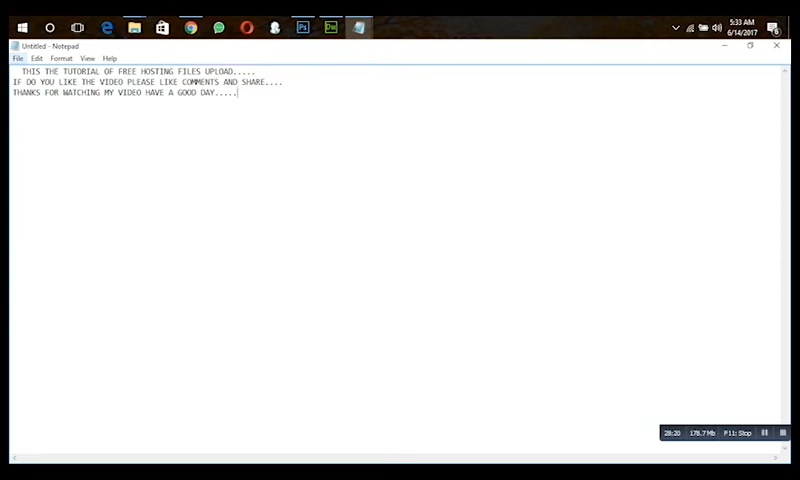 5:33 AM
6/14/2017
Untitled - Notepad
File Edit Format View Help
THIS THE TUTORIAL OF FREE HOSTING FILES UPLOAD.....
IF DO YOU LIKE THE VIDEO PLEASE LIKE COMMENTS AND SHARE....
THANKS FOR WATCHING MY VIDEO HAVE A GOOD DAY.....
28:20 178.7 Mb F11: Stop